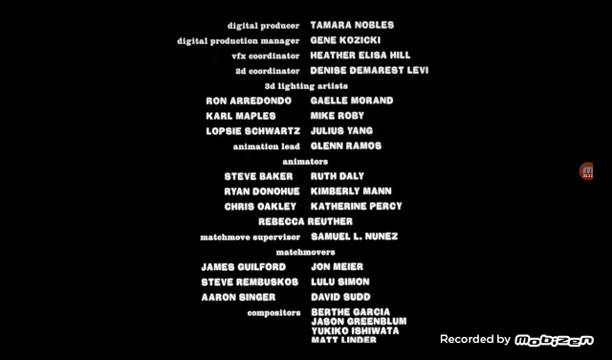 digital producer TAMARA NOBLES
digital production manager GENE KOZICKI
vfx coordinator HEATHER ELISA HILL
2d coordinator DENISE DEMAREST LEVI
3d lighting artists
RON ARREDONDO GAELLE MORAND
KARL MAPLES MIKE ROBY
LOPSIE SCHWARTZ JULIUS YANG
animation lead GLENN RAMOS
animators
STEVE BAKER RUTH DALY
RYAN DONOHUE KIMBERLY MANN
CHRIS OAKLEY KATHERINE PERCY
REBECCA REUTHER
matchmove supervisor SAMUEL L. NUNEZ
matchmovers
JAMES GUILFORD JON MEIER
STEVE REMBUSKOS LULU SIMON
AARON SINGER DAVID SUDD
compositors BERTHE GARCIA
JASON GREENBLUM
YUKIKO ISHIWATA
MATT LINDER
Recorded by MOBIZEN